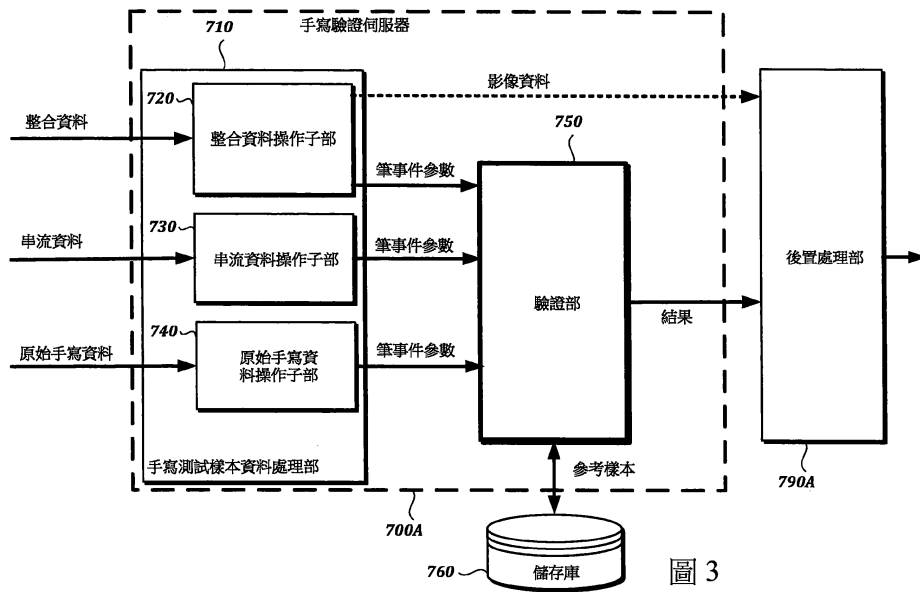 手寫驗證伺服器
710
720
影像資料
整合資料
整合資料操作子部
750
筆事件參數
730
串流資料
串流資料操作子部
筆事件參數
後置處理部
驗證部
結果
740
原始手寫資料
原始手寫資
料操作子部
筆事件參數
手寫測試樣本資料處理部
參考樣本
790A
700A
760
儲存庫
圖 3